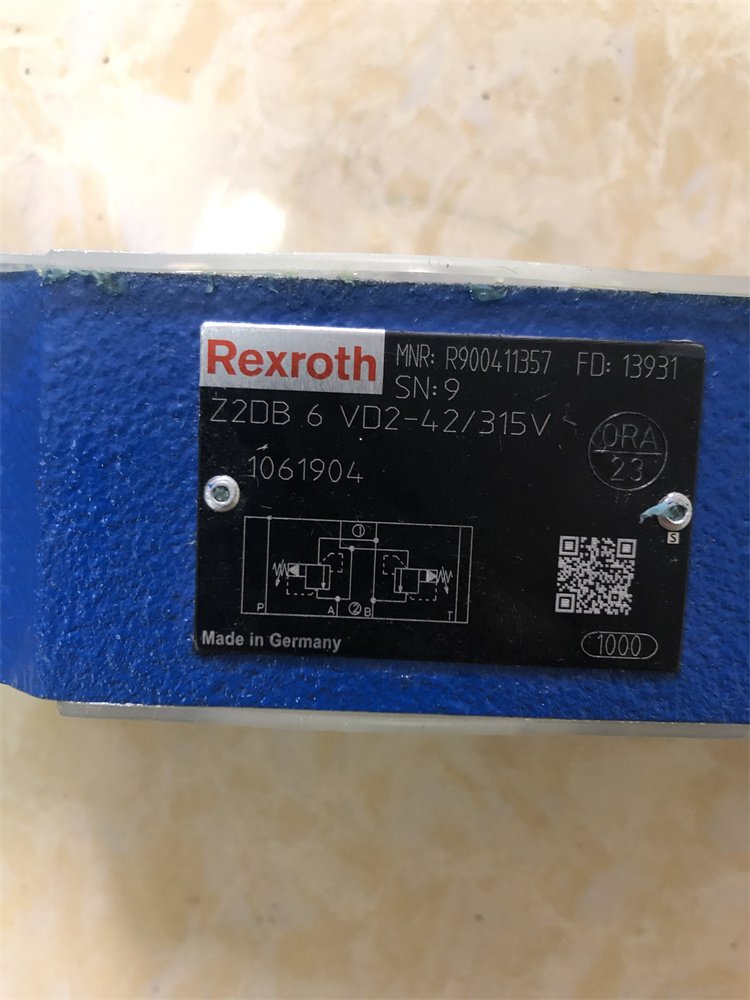 Rexroth
MNR: R900411357 FD: 13931
SN: 9
Z2DB 6 VD2-42/315V
ORA
23
1061904
S
①
P A ② B T
Made in Germany
1000